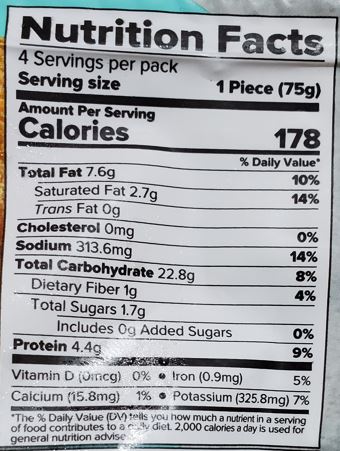 Nutrition Facts
4 Servings per pack
Serving size 1 Piece (75g)
Amount Per Serving
Calories 178
% Daily Value*
Total Fat 7.6g 10%
Saturated Fat 2.7g 14%
Trans Fat 0g
Cholesterol 0mg 0%
Sodium 313.6mg 14%
Total Carbohydrate 22.8g 8%
Dietary Fiber 1g 4%
Total Sugars 1.7g
Includes 0g Added Sugars 0%
Protein 4.4g 9%
Vitamin D (0mcg) 0% • Iron (0.9mg) 5%
Calcium (15.8mg) 1% • Potassium (325.8mg) 7%
*The % Daily Value (DV) tells you how much a nutrient in a serving
of food contributes to a daily diet. 2,000 calories a day is used for
general nutrition advise.